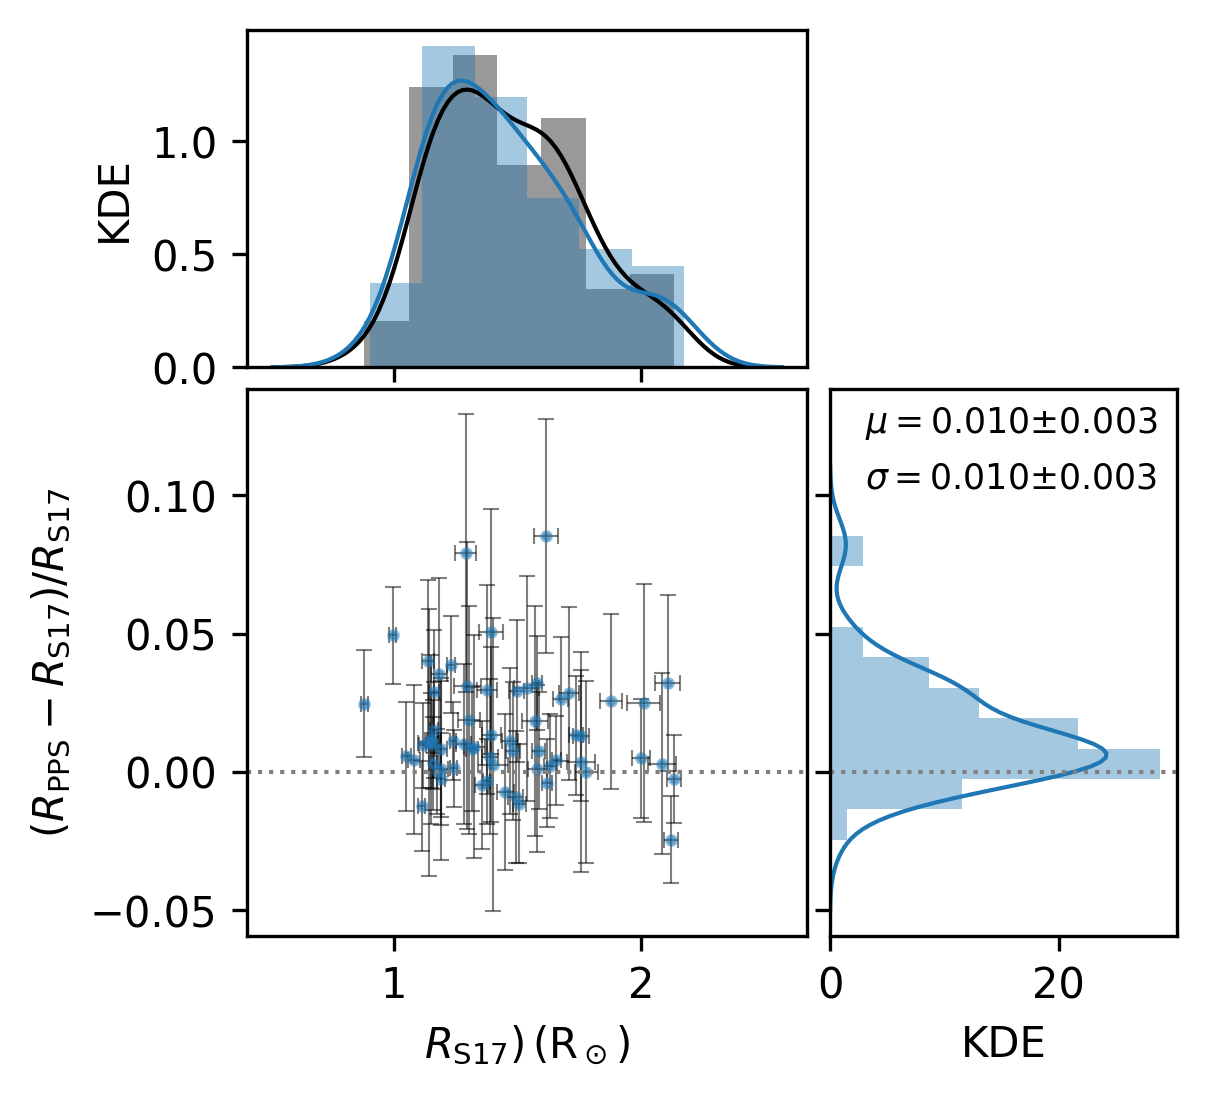 KDE
1.0
0.5
0.0
(R_PPS − R_S17)/R_S17
0.10
0.05
0.00
−0.05
μ = 0.010±0.003
σ = 0.010±0.003
1
2
0
20
R_S17) (R_⊙)
KDE